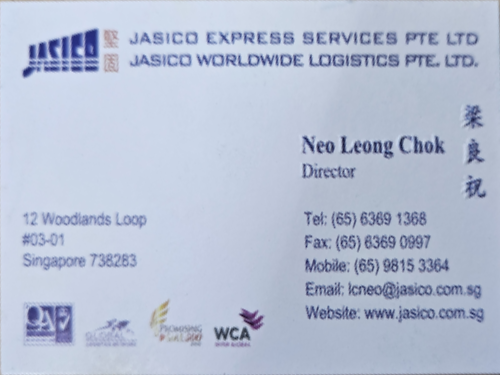 JASICO 堅固
JASICO EXPRESS SERVICES PTE LTD
JASICO WORLDWIDE LOGISTICS PTE. LTD.
梁良祝
Neo Leong Chok
Director
12 Woodlands Loop
#03-01
Singapore 738283
Tel: (65) 6369 1368
Fax: (65) 6369 0997
Mobile: (65) 9815 3364
Email: lcneo@jasico.com.sg
Website: www.jasico.com.sg
GLOBAL
PROMISING
WCA